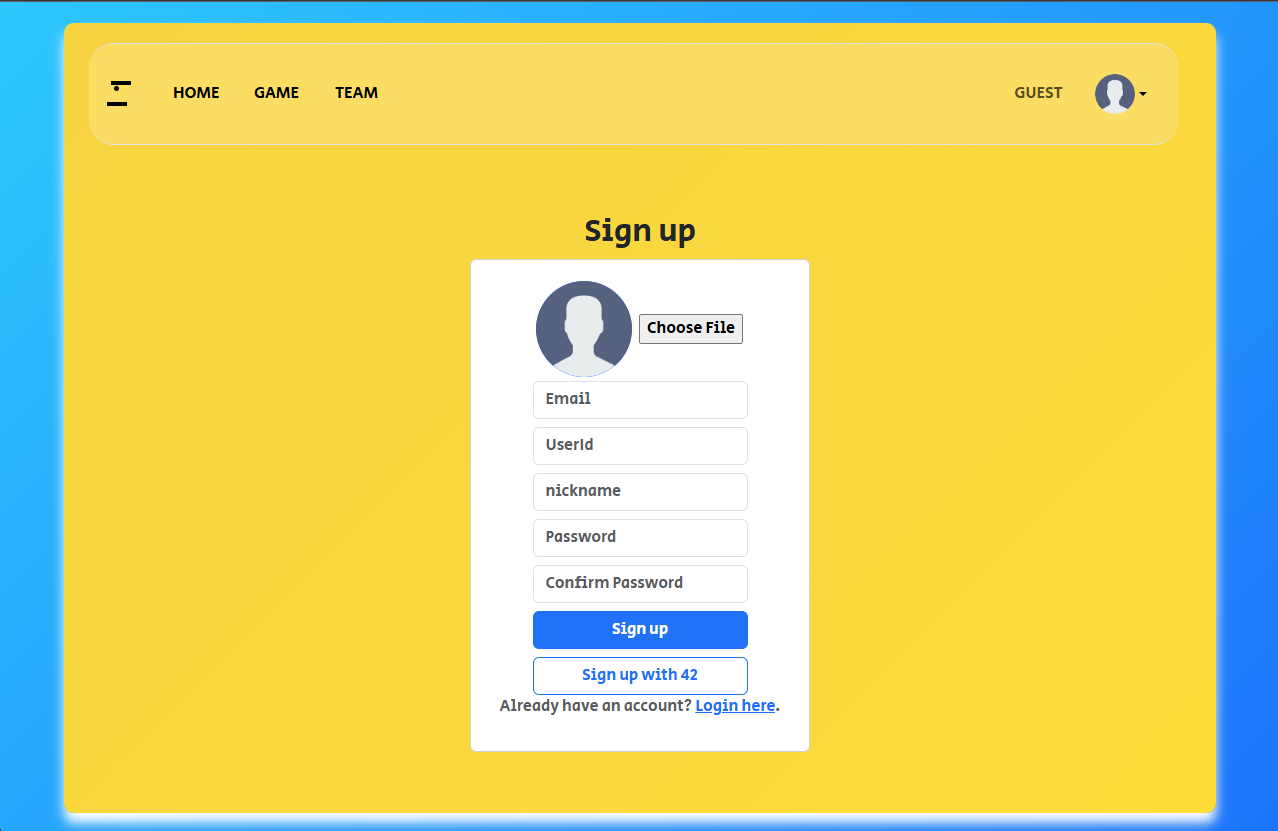 HOME GAME TEAM GUEST
Sign up
Choose File
Email
UserId
nickname
Password
Confirm Password
Sign up
Sign up with 42
Already have an account? Login here.